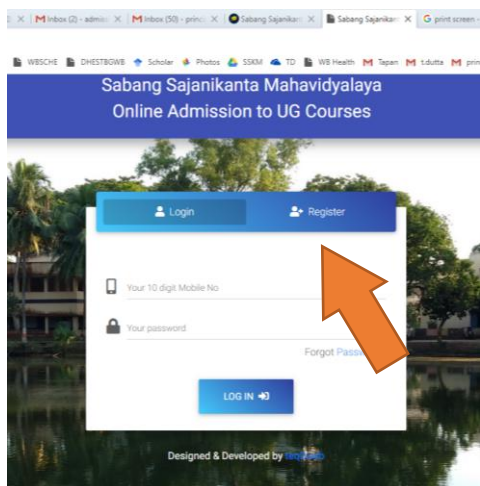 M Inbox (2) - admiss X M Inbox (50) - princ X Sabang Sajanikan X Sabang Sajanikan X G print screen -
WBSCHE DHESTBGWB Scholar Photos SSKM TD WB Health M Tapan M t.dutta M prin
Sabang Sajanikanta Mahavidyalaya
Online Admission to UG Courses
Login Register
Your 10 digit Mobile No
Your password
Forgot
LOG IN
Designed & Developed by